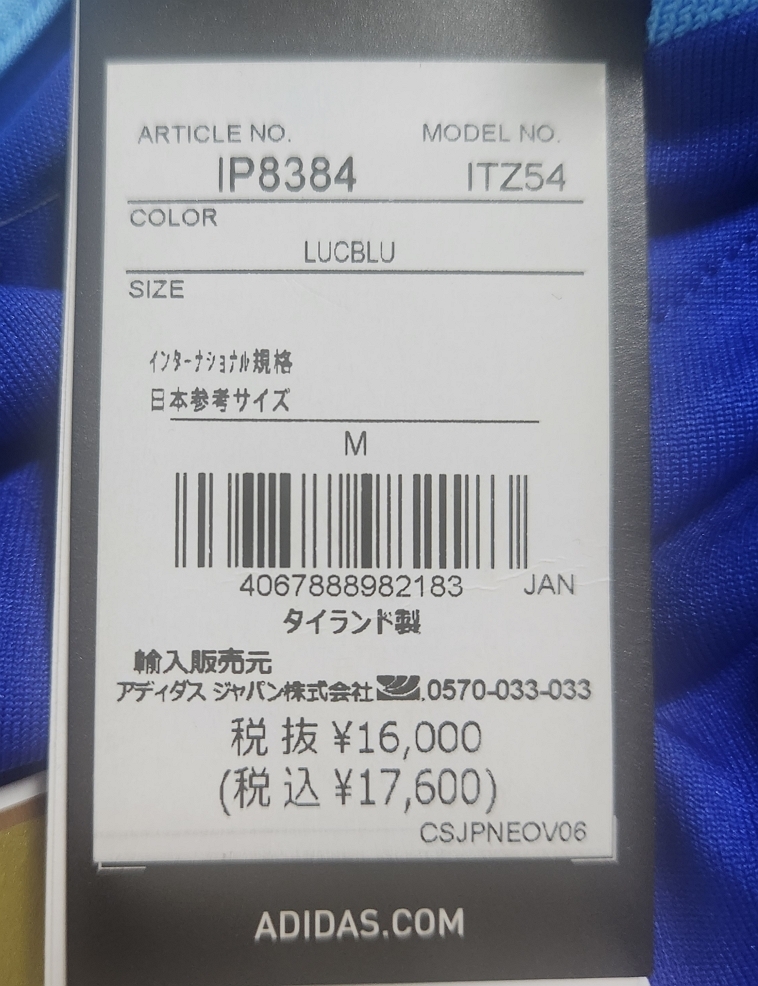 ARTICLE NO. MODEL NO.
IP8384 ITZ54
COLOR
LUCBLU
SIZE
インターナショナル規格
日本参考サイズ
M
4067888982183 JAN
タイランド製
輸入販売元
アディダス ジャパン株式会社 .0570-033-033
税 抜 ¥16,000
(税 込 ¥17,600)
CSJPNEOV06
ADIDAS.COM